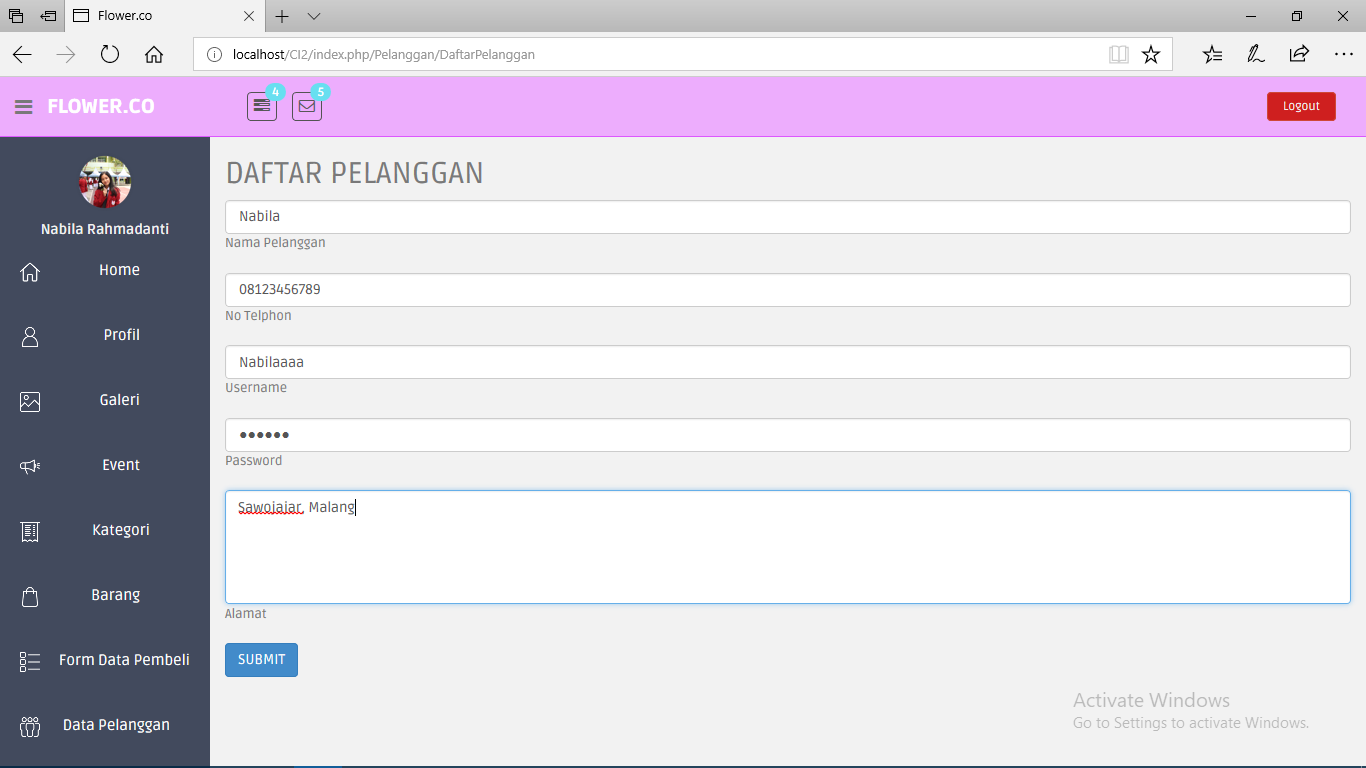 Flower.co
localhost/CI2/index.php/Pelanggan/DaftarPelanggan
FLOWER.CO
4
5
Logout
Nabila Rahmadanti
Home
Profil
Galeri
Event
Kategori
Barang
Form Data Pembeli
Data Pelanggan
DAFTAR PELANGGAN
Nabila
Nama Pelanggan
08123456789
No Telphon
Nabilaaaa
Username
••••••
Password
Sawojajar, Malang
Alamat
SUBMIT
Activate Windows
Go to Settings to activate Windows.